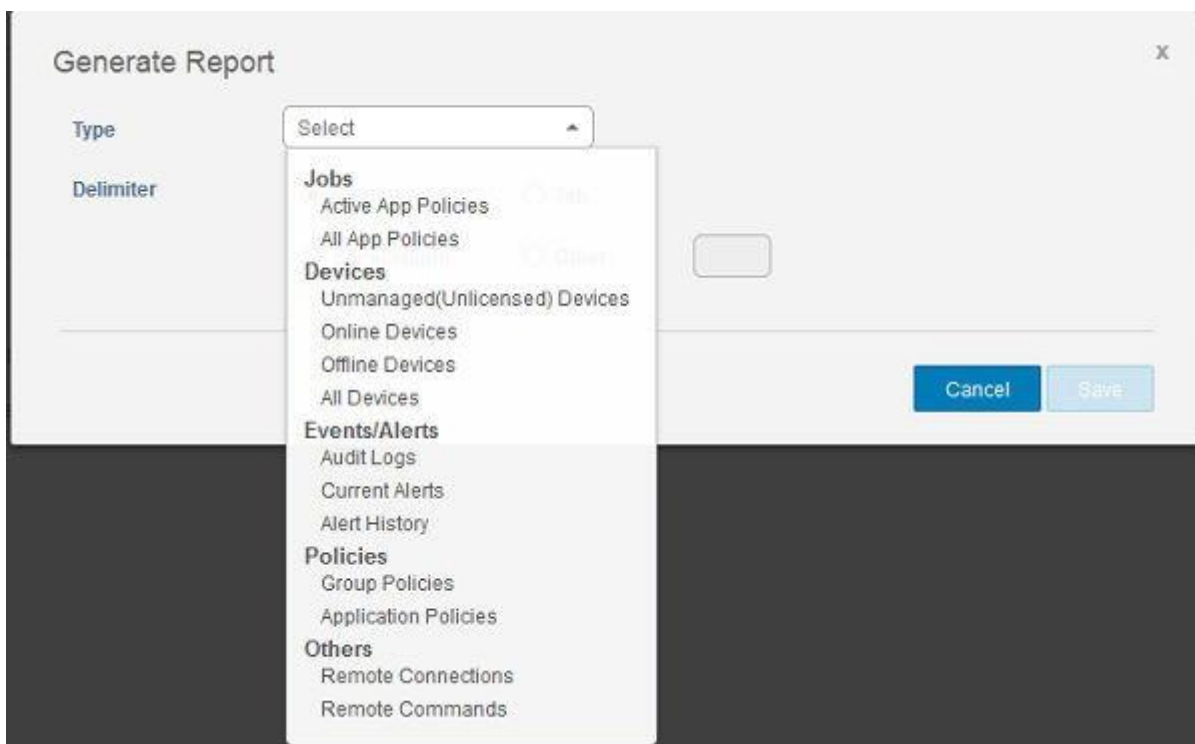 Generate Report
x
Type
Select
Delimiter
Jobs
Active App Policies
All App Policies
Devices
Unmanaged(Unlicensed) Devices
Online Devices
Offline Devices
All Devices
Events/Alerts
Audit Logs
Current Alerts
Alert History
Policies
Group Policies
Application Policies
Others
Remote Connections
Remote Commands
Cancel
Save